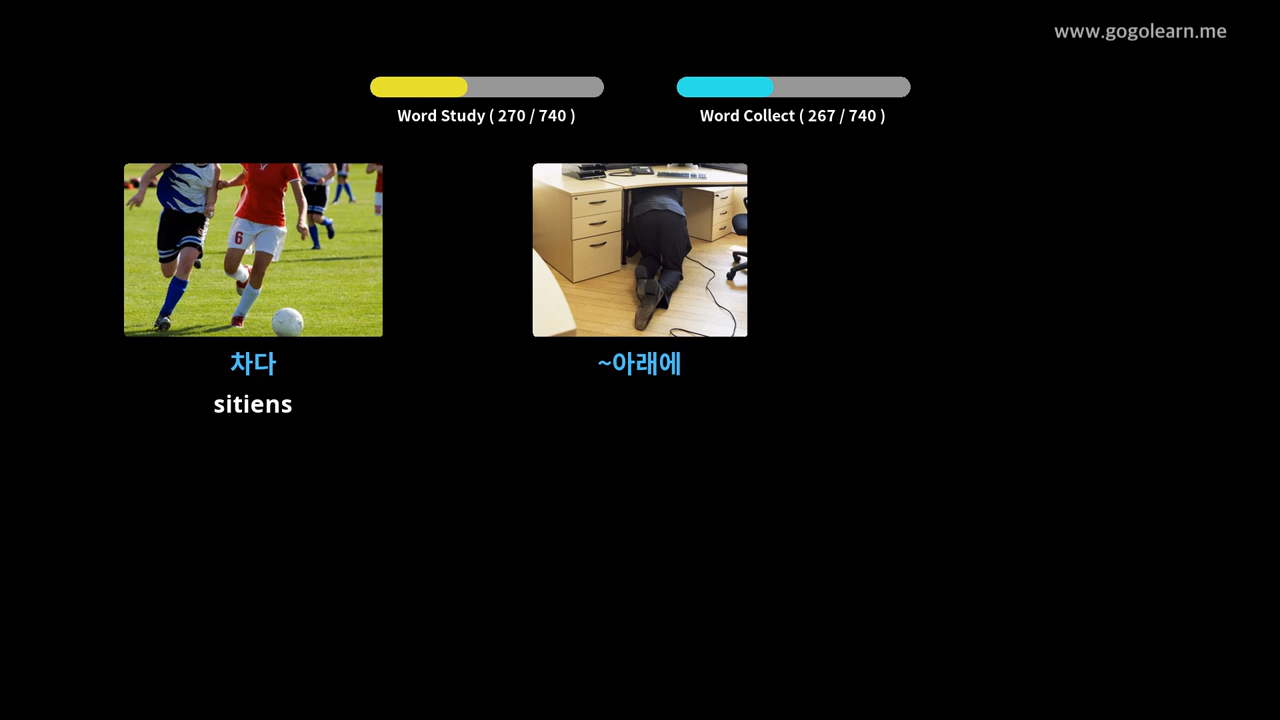 www.gogolearn.me
Word Study ( 270 / 740 )
Word Collect ( 267 / 740 )
차다
~아래에
sitiens